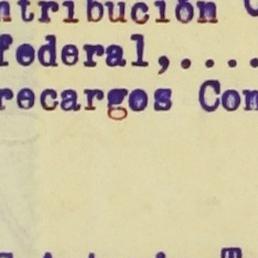 ntribución
federal,....
recargos Con